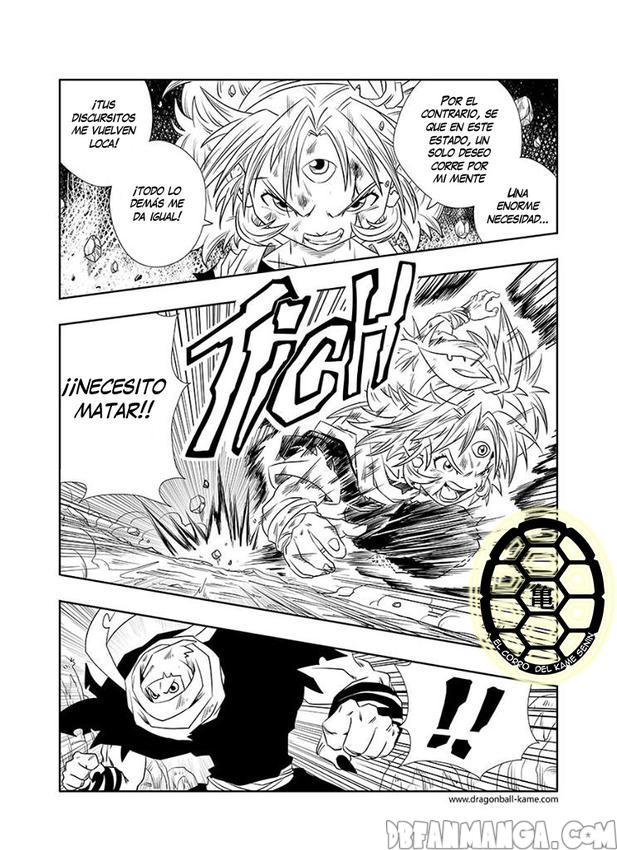 ¡TUS
DISCURSITOS
ME VUELVEN
LOCA!
¡TODO LO
DEMÁS ME
DA IGUAL!
POR EL
CONTRARIO, SE
QUE EN ESTE
ESTADO, UN
SOLO DESEO
CORRE POR
MI MENTE
UNA
ENORME
NECESIDAD...
TICH
¡¡NECESITO
MATAR!!
亀
EL CORRO DEL KAME SENIN
!!
www.dragonball-kame.com
DBFANMANGA.COM